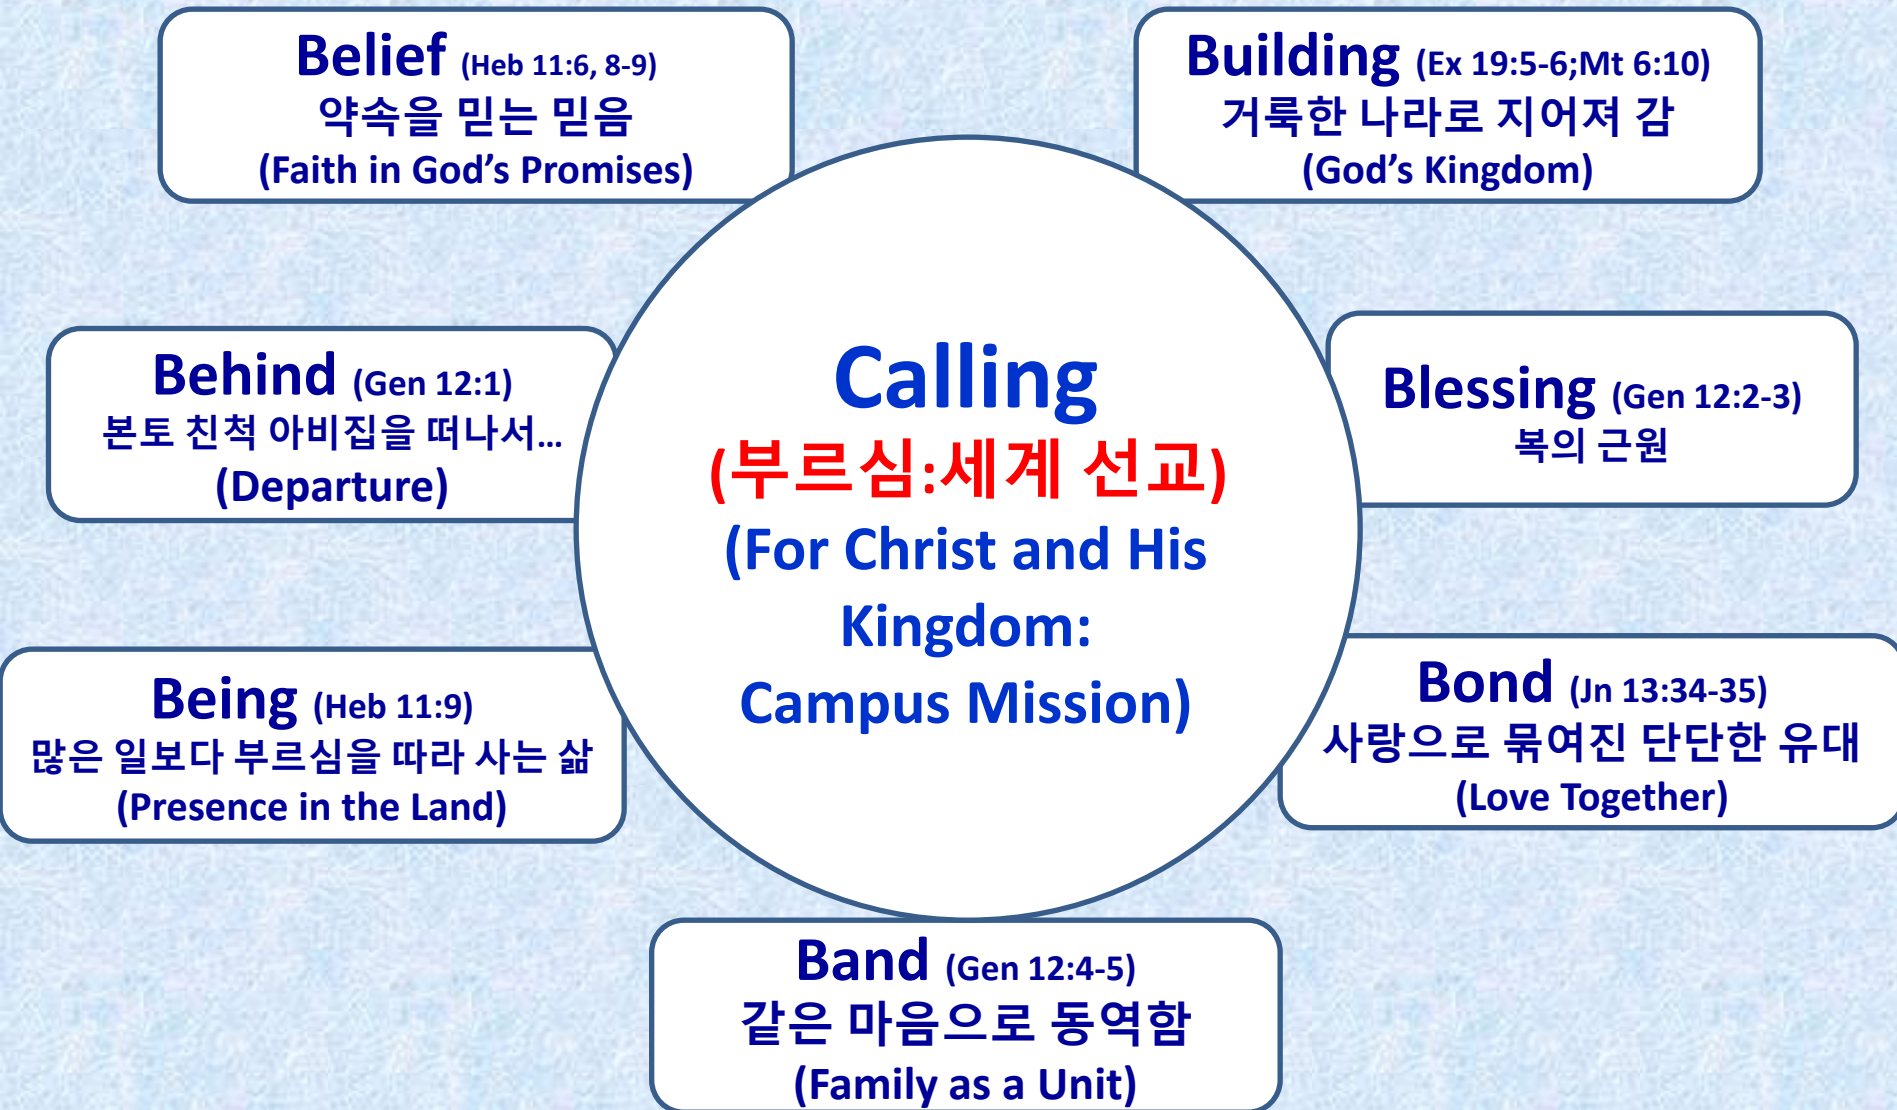 Belief (Heb 11:6, 8-9)
약속을 믿는 믿음
(Faith in God's Promises)
Building (Ex 19:5-6;Mt 6:10)
거룩한 나라로 지어져 감
(God's Kingdom)
Behind (Gen 12:1)
본토 친척 아비집을 떠나서...
(Departure)
Calling
(부르심:세계 선교)
(For Christ and His
Kingdom:
Campus Mission)
Blessing (Gen 12:2-3)
복의 근원
Being (Heb 11:9)
많은 일보다 부르심을 따라 사는 삶
(Presence in the Land)
Bond (Jn 13:34-35)
사랑으로 묶여진 단단한 유대
(Love Together)
Band (Gen 12:4-5)
같은 마음으로 동역함
(Family as a Unit)